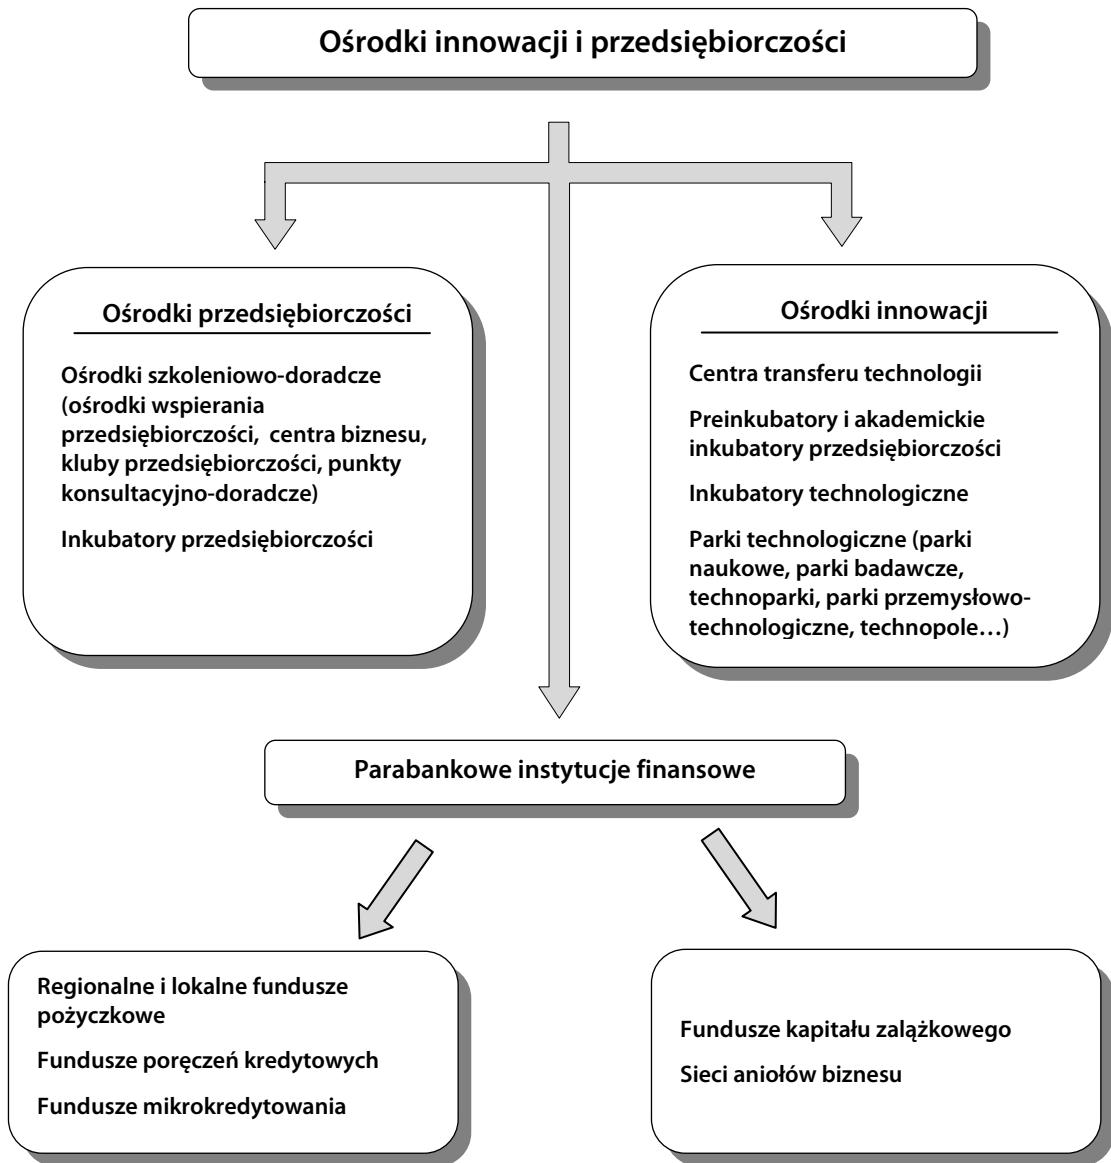 Ośrodki innowacji i przedsiębiorczości
Ośrodki przedsiębiorczości
Ośrodki szkoleniowo-doradcze
(ośrodki wspierania
przedsiębiorczości, centra biznesu,
kluby przedsiębiorczości, punkty
konsultacyjno-doradcze)
Inkubatory przedsiębiorczości
Ośrodki innowacji
Centra transferu technologii
Preinkubatory i akademickie
inkubatory przedsiębiorczości
Inkubatory technologiczne
Parki technologiczne (parki
naukowe, parki badawcze,
technoparki, parki przemysłowo-
technologiczne, technopole…)
Parabankowe instytucje finansowe
Regionalne i lokalne fundusze
pożyczkowe
Fundusze poręczeń kredytowych
Fundusze mikrokredytowania
Fundusze kapitału zalążkowego
Sieci aniołów biznesu